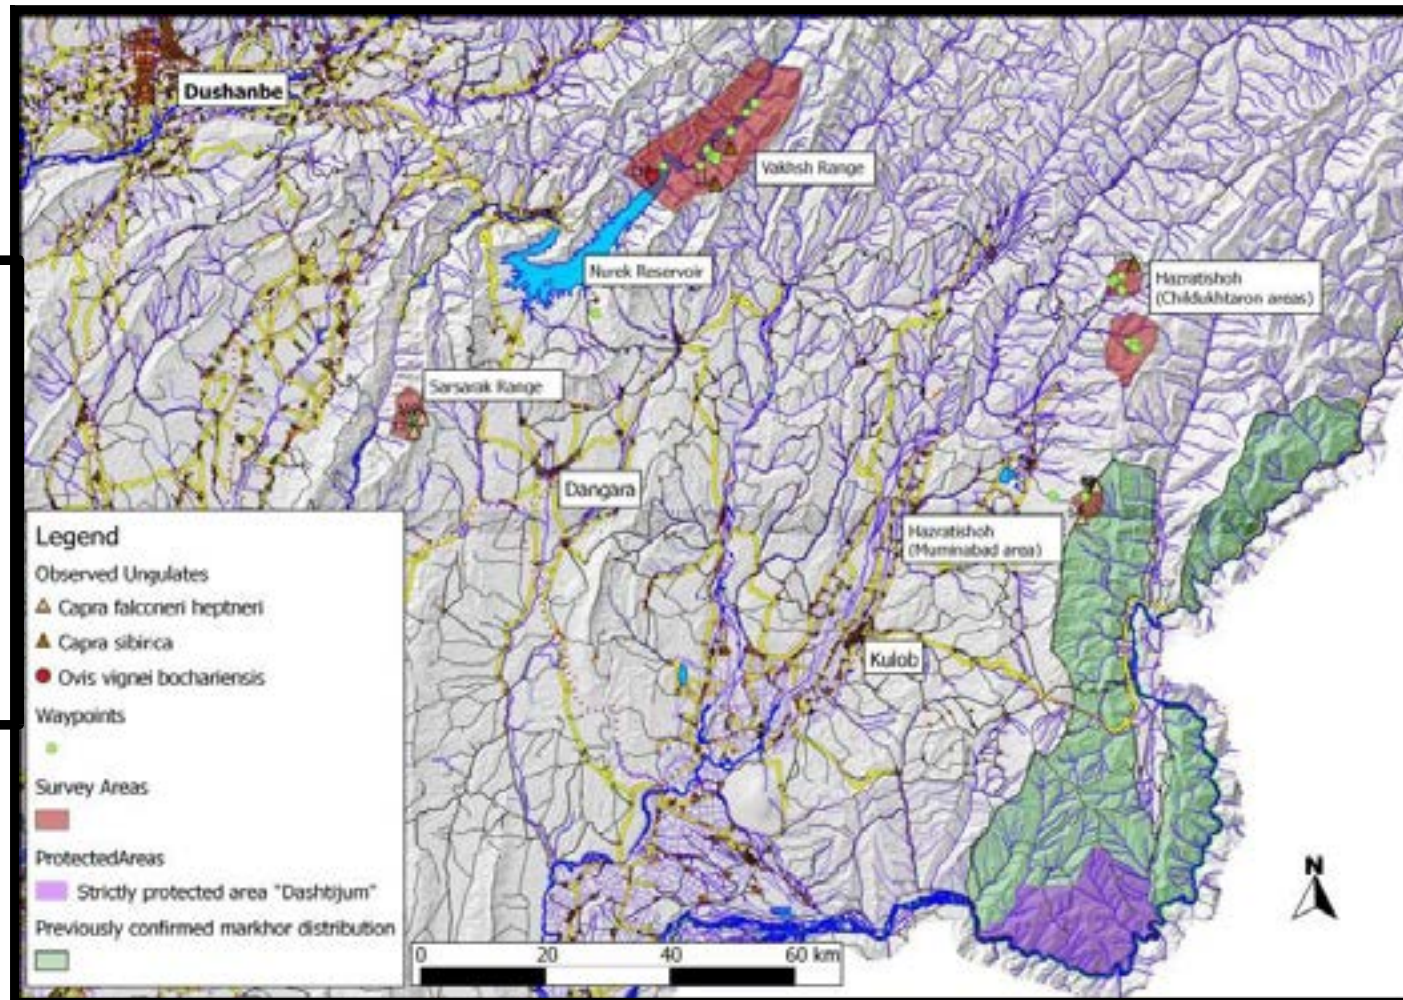 Dushanbe
Vakhsh Range
Nurek Reservoir
Hazratishoh
(Childukhtaron areas)
Sarsarak Range
Dangara
Hazratishoh
(Muminabad area)
Kulob
Legend
Observed Ungulates
Capra falconeri heptneri
Capra sibirica
Ovis vignei bochariensis
Waypoints
Survey Areas
ProtectedAreas
Strictly protected area "Dashtijum"
Previously confirmed markhor distribution
N
0 20 40 60 km